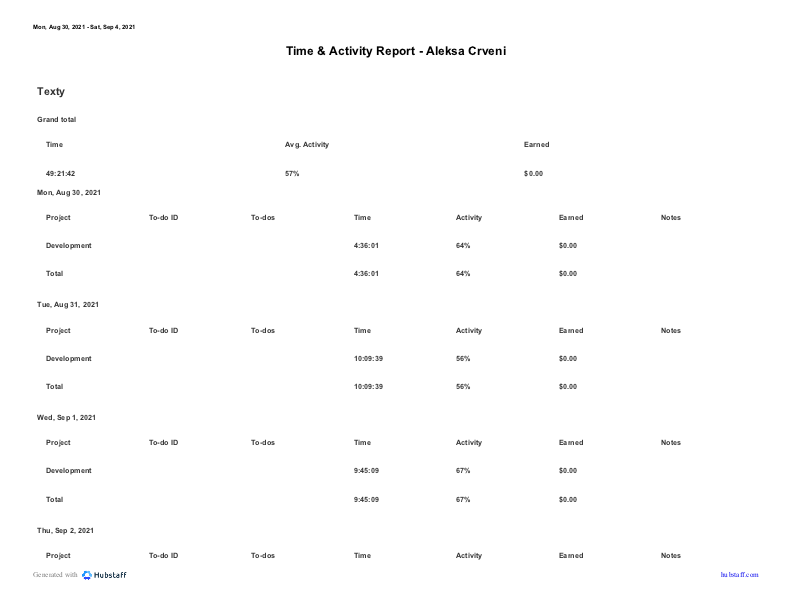 Mon, Aug 30, 2021 - Sat, Sep 4, 2021
Time & Activity Report - Aleksa Crveni
Texty
Grand total
Time Avg. Activity Earned
49:21:42 57% $0.00
Mon, Aug 30, 2021
Project To-do ID To-dos Time Activity Earned Notes
Development 4:36:01 64% $0.00
Total 4:36:01 64% $0.00
Tue, Aug 31, 2021
Project To-do ID To-dos Time Activity Earned Notes
Development 10:09:39 56% $0.00
Total 10:09:39 56% $0.00
Wed, Sep 1, 2021
Project To-do ID To-dos Time Activity Earned Notes
Development 9:45:09 67% $0.00
Total 9:45:09 67% $0.00
Thu, Sep 2, 2021
Project To-do ID To-dos Time Activity Earned Notes
Generated with Hubstaff hubstaff.com